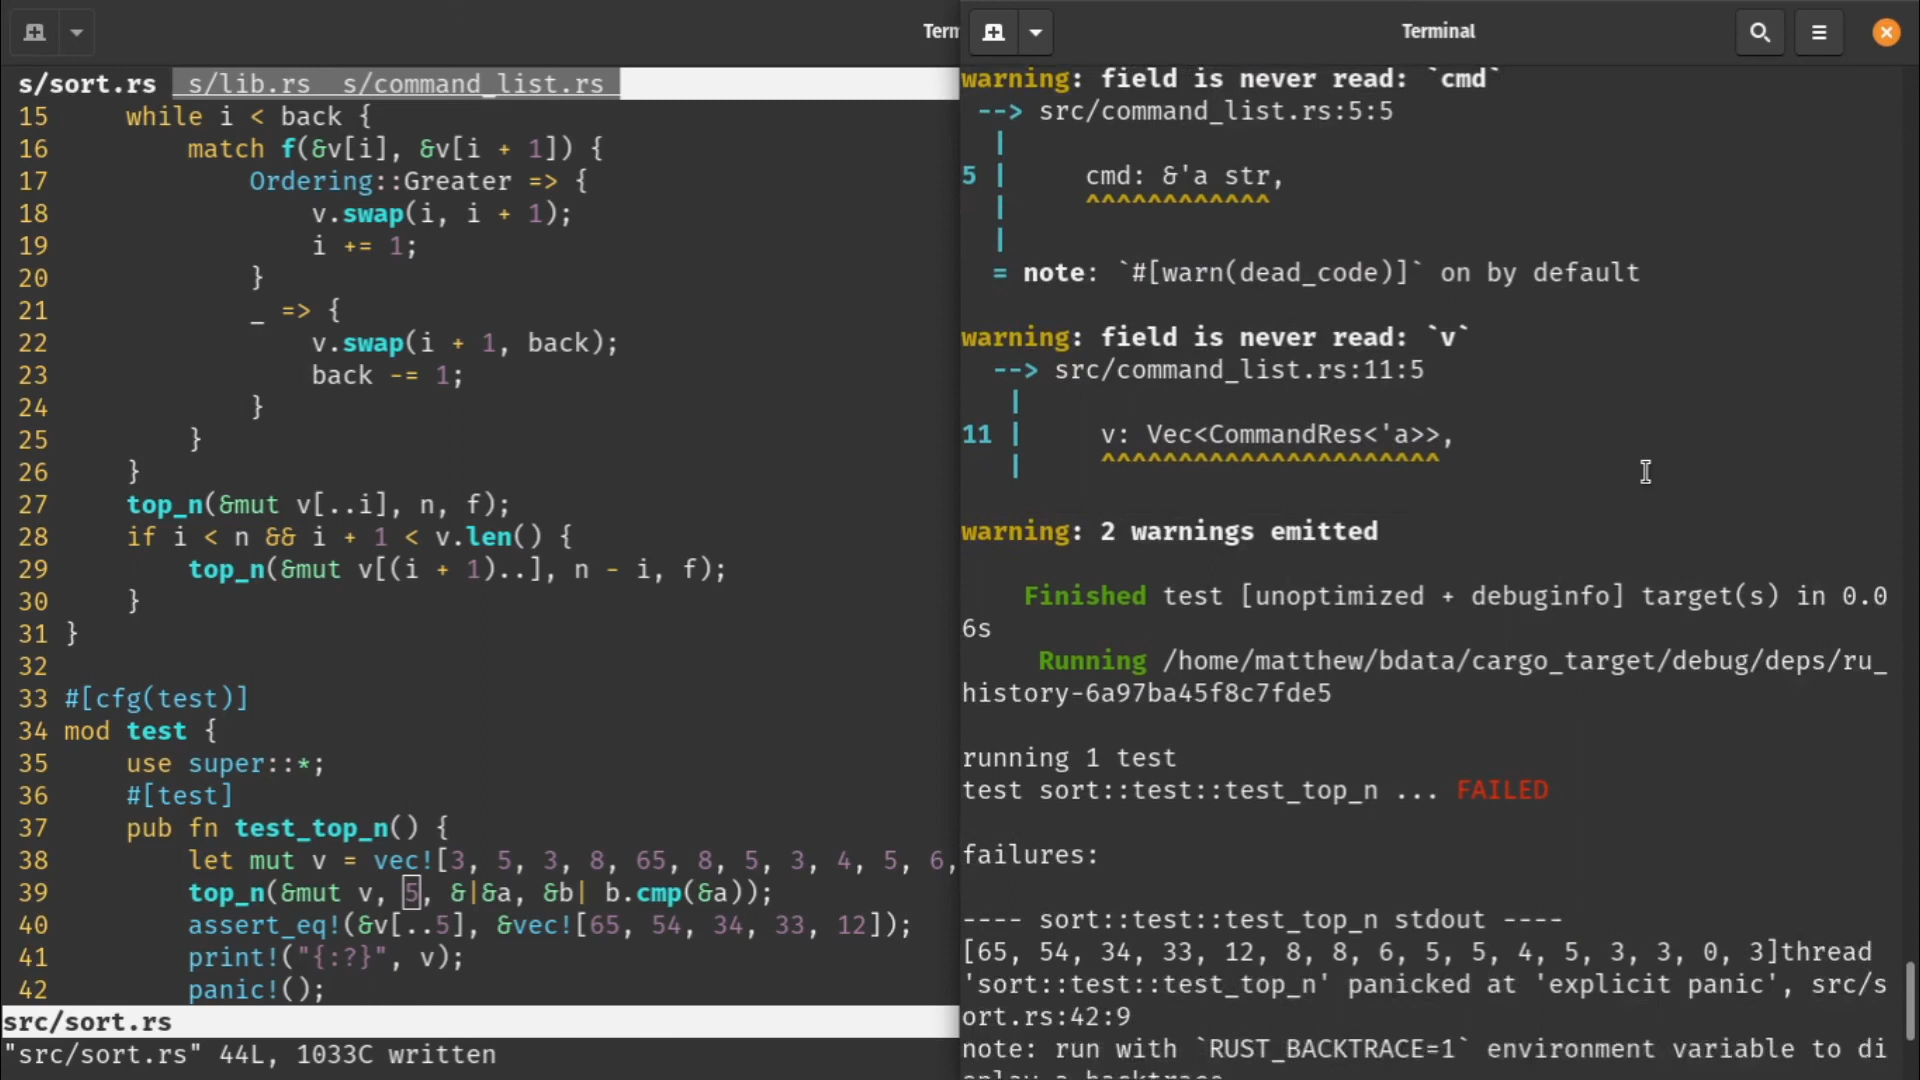 Term
s/sort.rs s/lib.rs s/command_list.rs
15 while i < back {
16 match f(&v[i], &v[i + 1]) {
17 Ordering::Greater => {
18 v.swap(i, i + 1);
19 i += 1;
20 }
21 _ => {
22 v.swap(i + 1, back);
23 back -= 1;
24 }
25 }
26 }
27 top_n(&mut v[..i], n, f);
28 if i < n && i + 1 < v.len() {
29 top_n(&mut v[(i + 1)..], n - i, f);
30 }
31 }
32
33 #[cfg(test)]
34 mod test {
35 use super::*;
36 #[test]
37 pub fn test_top_n() {
38 let mut v = vec![3, 5, 3, 8, 65, 8, 5, 3, 4, 5, 6,
39 top_n(&mut v, 5, &|&a, &b| b.cmp(&a));
40 assert_eq!(&v[..5], &vec![65, 54, 34, 33, 12]);
41 print!("{:?}", v);
42 panic!();
src/sort.rs
"src/sort.rs" 44L, 1033C written
Terminal
warning: field is never read: `cmd`
--> src/command_list.rs:5:5
|
5 | cmd: &'a str,
| ^^^^^^^^^^^^
|
= note: `#[warn(dead_code)]` on by default
warning: field is never read: `v`
--> src/command_list.rs:11:5
|
11 | v: Vec<CommandRes<'a>>,
| ^^^^^^^^^^^^^^^^^^^^^^
warning: 2 warnings emitted
Finished test [unoptimized + debuginfo] target(s) in 0.0
6s
Running /home/matthew/bdata/cargo_target/debug/deps/ru_
history-6a97ba45f8c7fde5
running 1 test
test sort::test::test_top_n ... FAILED
failures:
---- sort::test::test_top_n stdout ----
[65, 54, 34, 33, 12, 8, 8, 6, 5, 5, 4, 5, 3, 3, 0, 3]thread
'sort::test::test_top_n' panicked at 'explicit panic', src/s
ort.rs:42:9
note: run with `RUST_BACKTRACE=1` environment variable to di
splay a backtrace